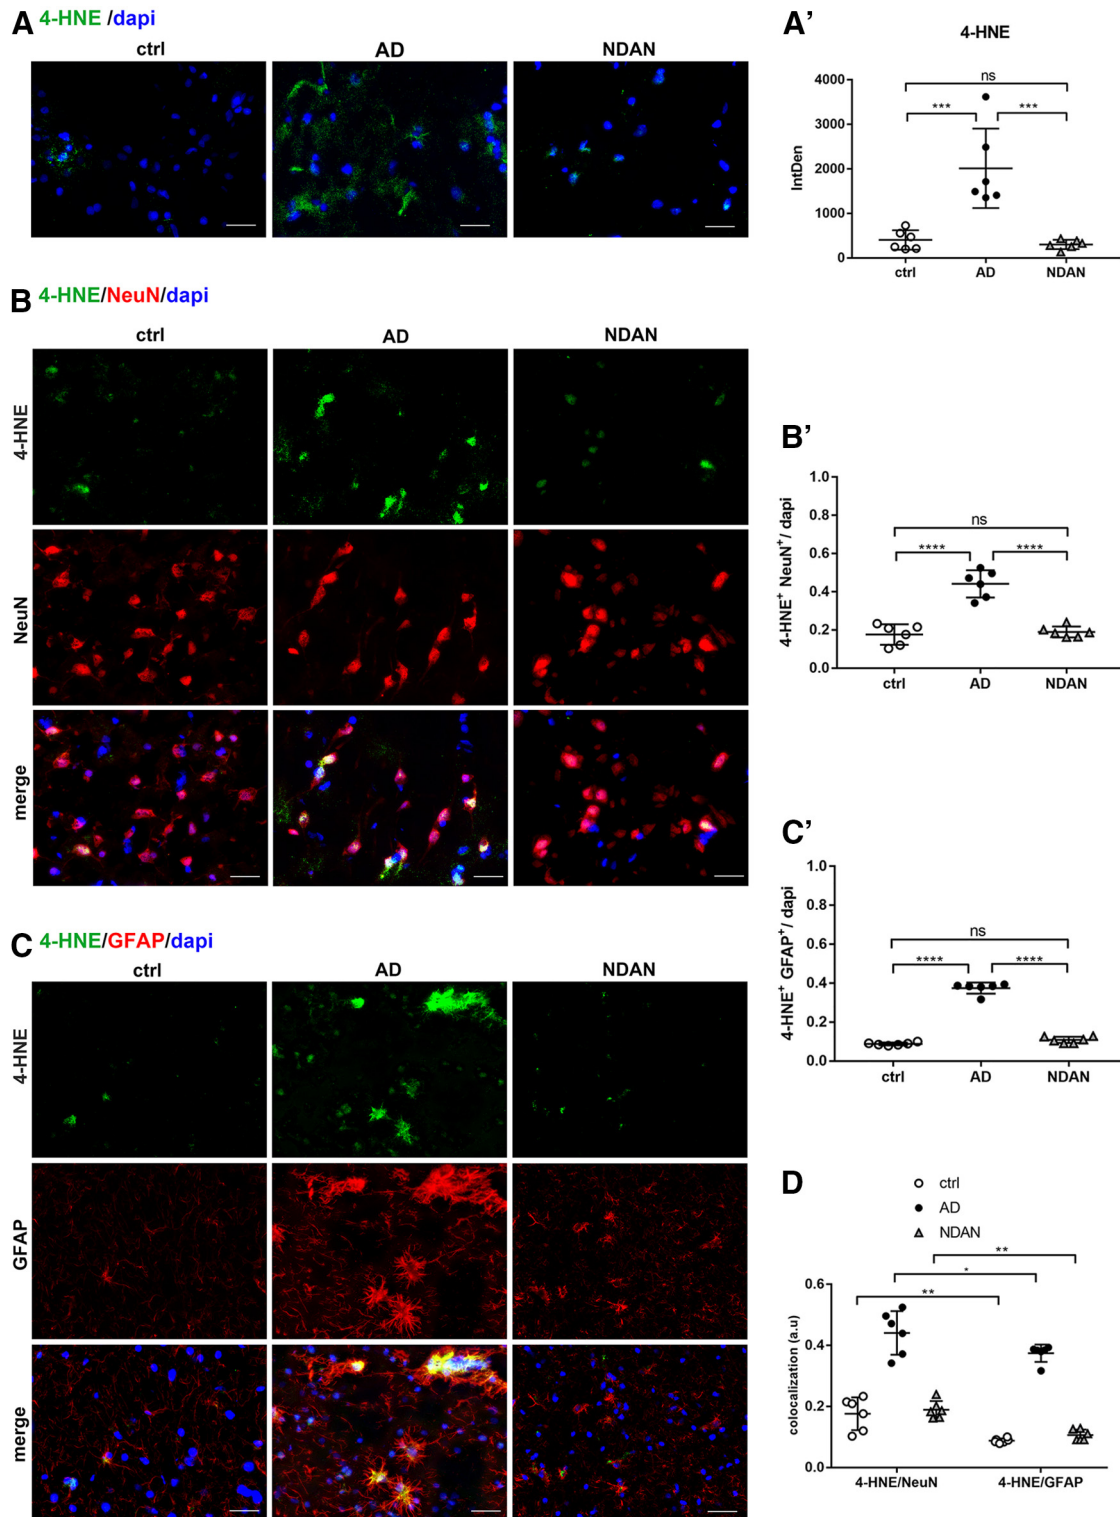 A 4-HNE /dapi
ctrl AD NDAN
A’
4-HNE
4000
3000
2000
1000
0
IntDen
ns
*** ***
ctrl AD NDAN
B 4-HNE/NeuN/dapi
ctrl AD NDAN
4-HNE
NeuN
merge
B’
1.0
0.8
0.6
0.4
0.2
0.0
4-HNE+ NeuN+/ dapi
ns
**** ****
ctrl AD NDAN
C 4-HNE/GFAP/dapi
ctrl AD NDAN
4-HNE
GFAP
merge
C’
1.0
0.8
0.6
0.4
0.2
0.0
4-HNE+ GFAP+/ dapi
ns
**** ****
ctrl AD NDAN
D
ctrl
AD
NDAN
0.6
0.4
0.2
0.0
colocalization (a.u)
**
*
**
4-HNE/NeuN 4-HNE/GFAP